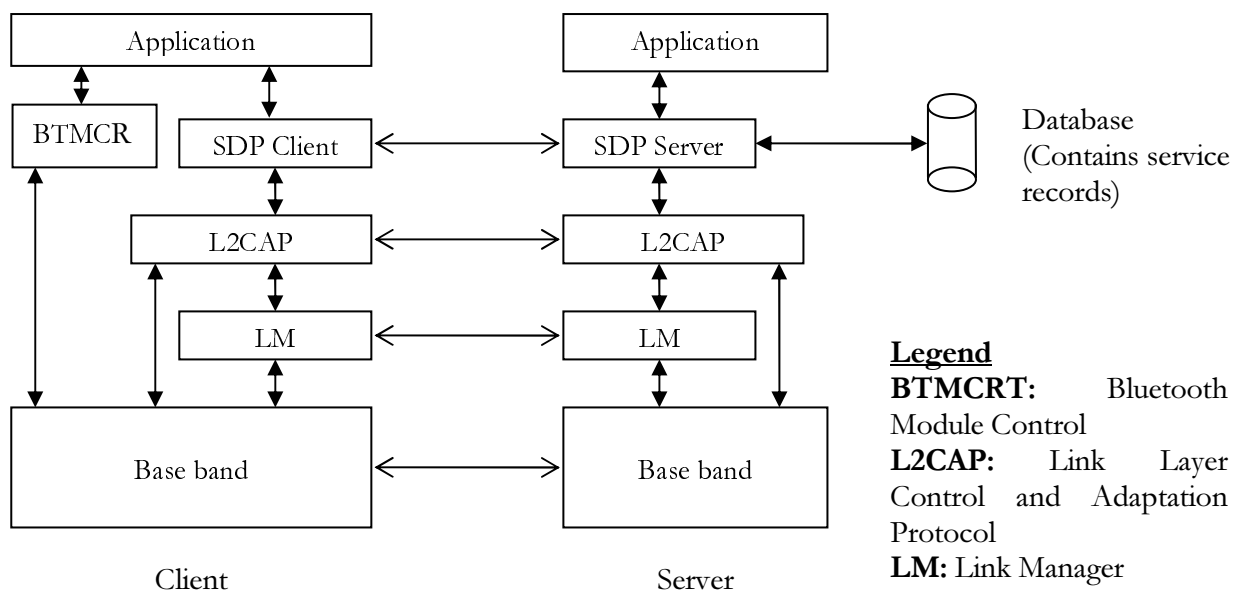 Application
Application
BTMCR
SDP Client
SDP Server
Database
(Contains service
records)
L2CAP
L2CAP
LM
LM
Base band
Base band
Client
Server
Legend
BTMCRT: Bluetooth
Module Control
L2CAP: Link Layer
Control and Adaptation
Protocol
LM: Link Manager